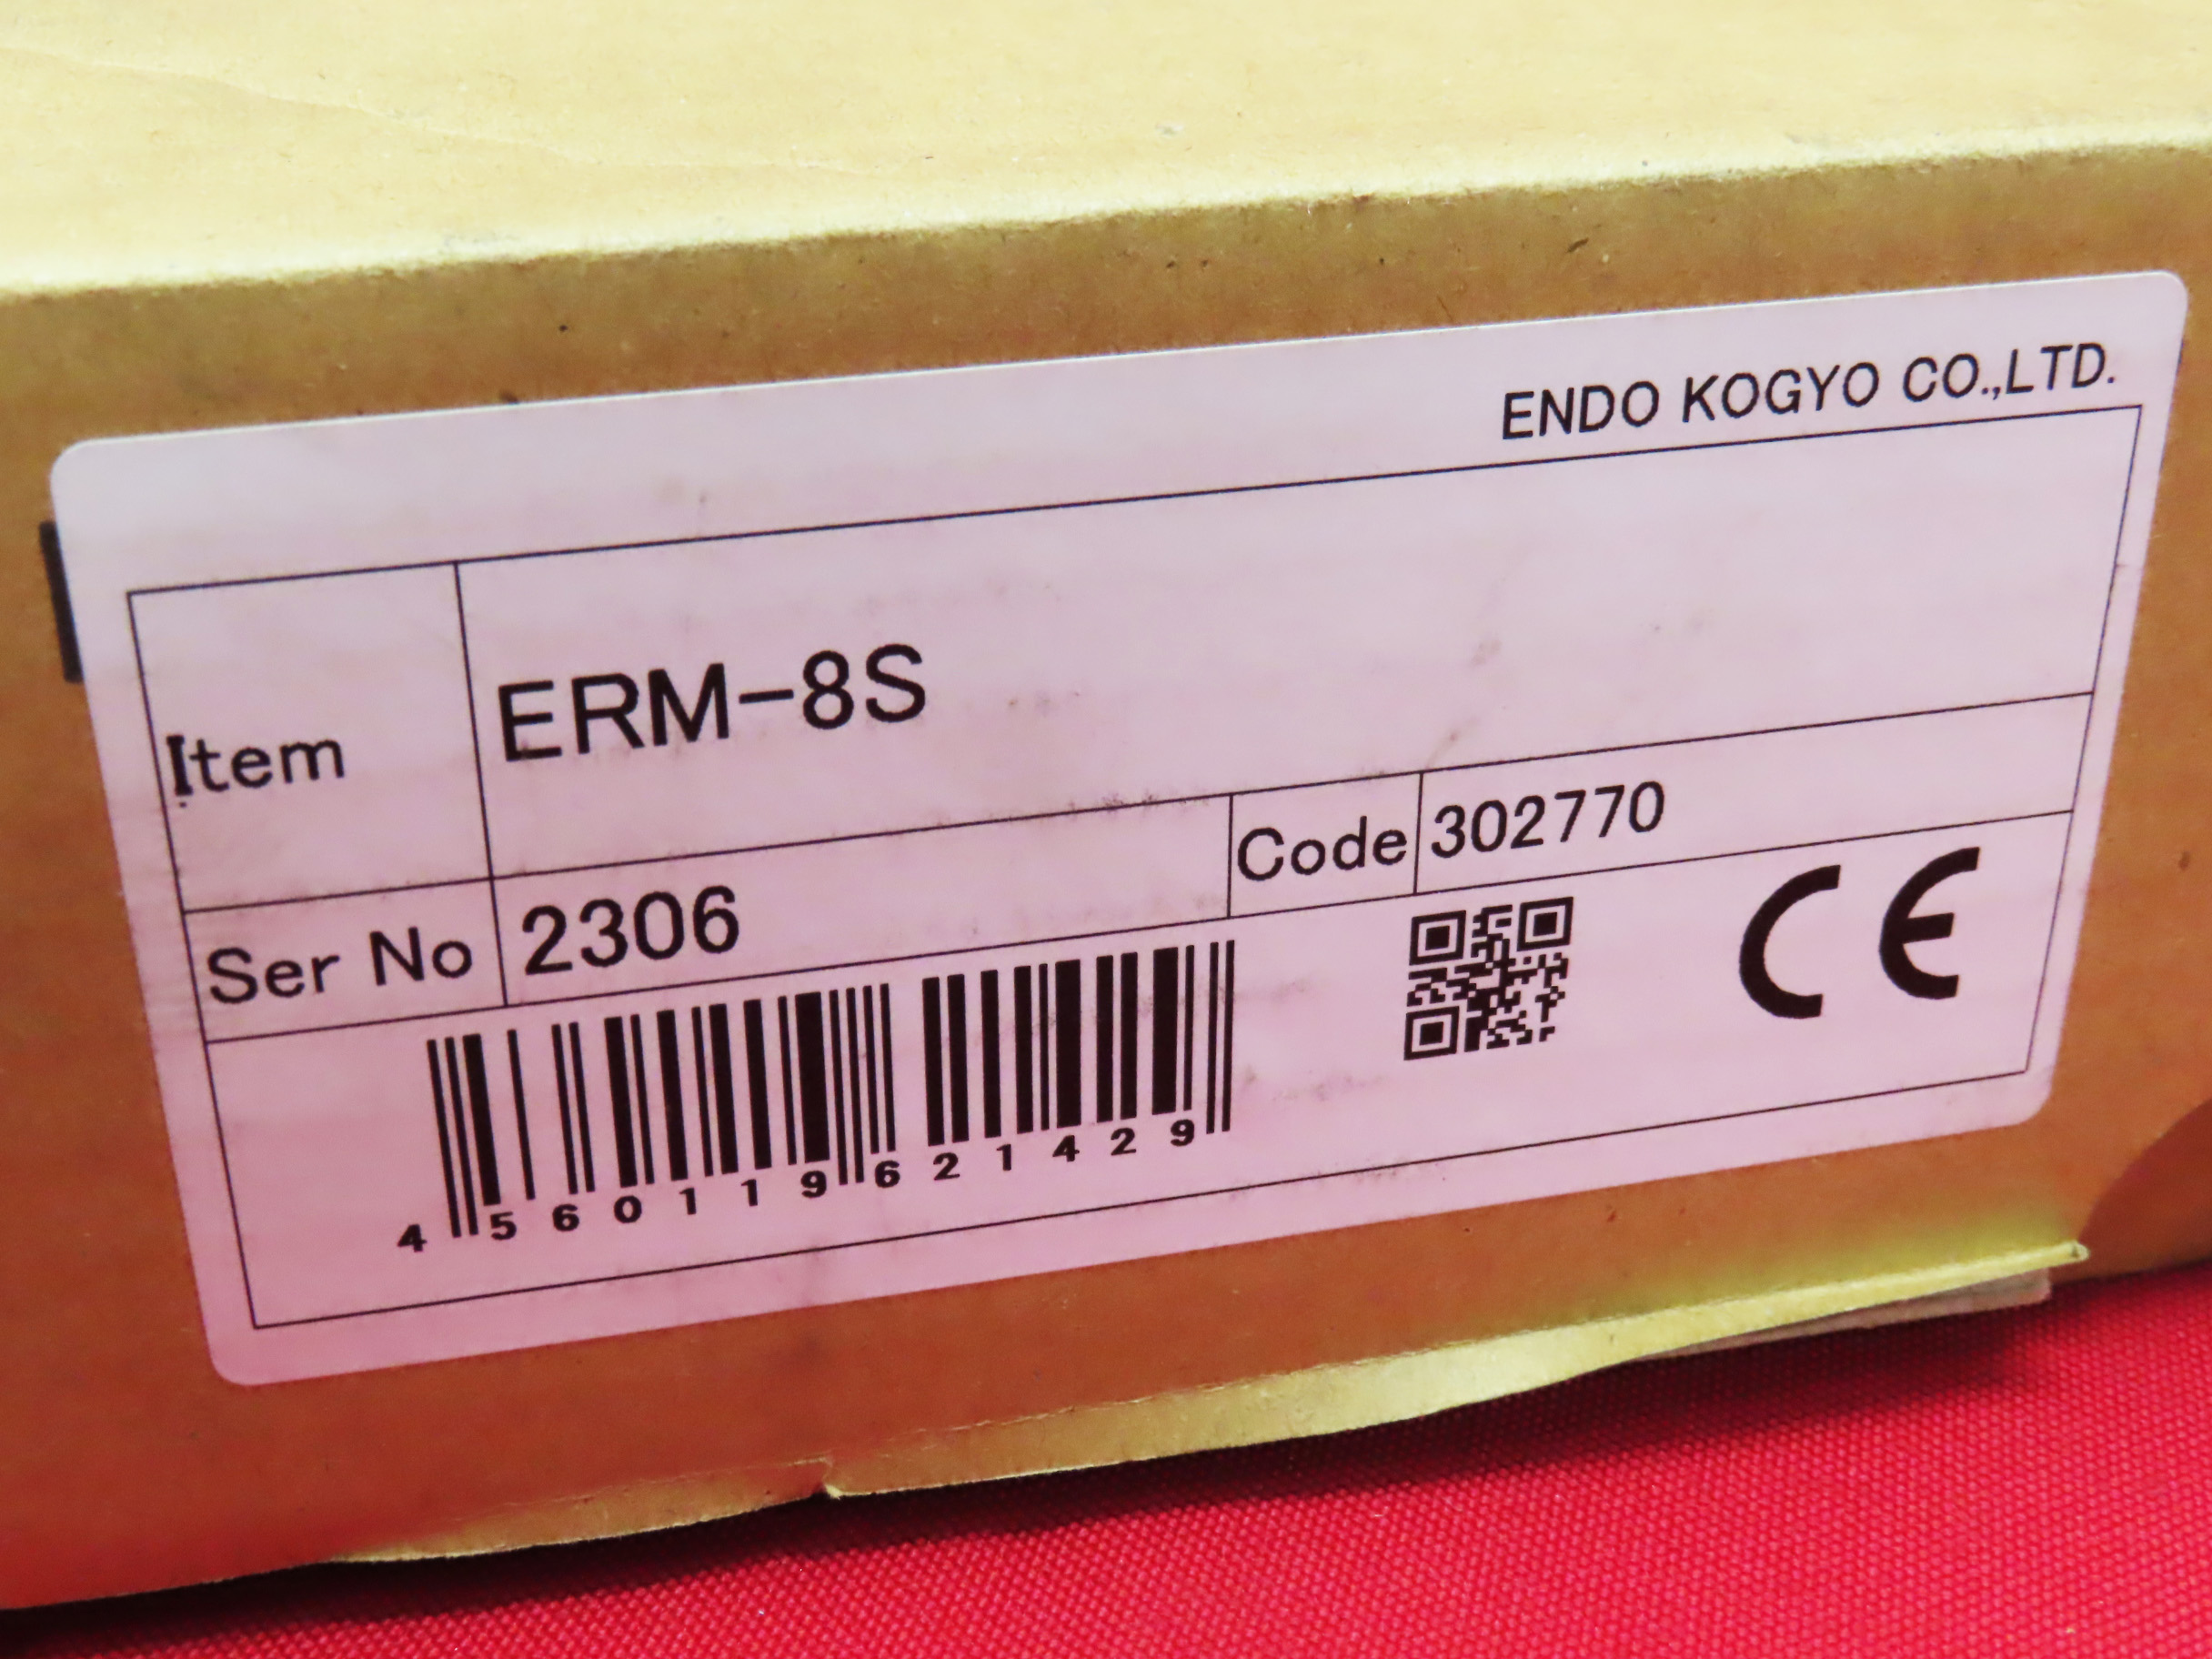 ENDO KOGYO CO.,LTD.
Item ERM-8S
Ser No 2306 Code 302770
CE
4 560119 621429